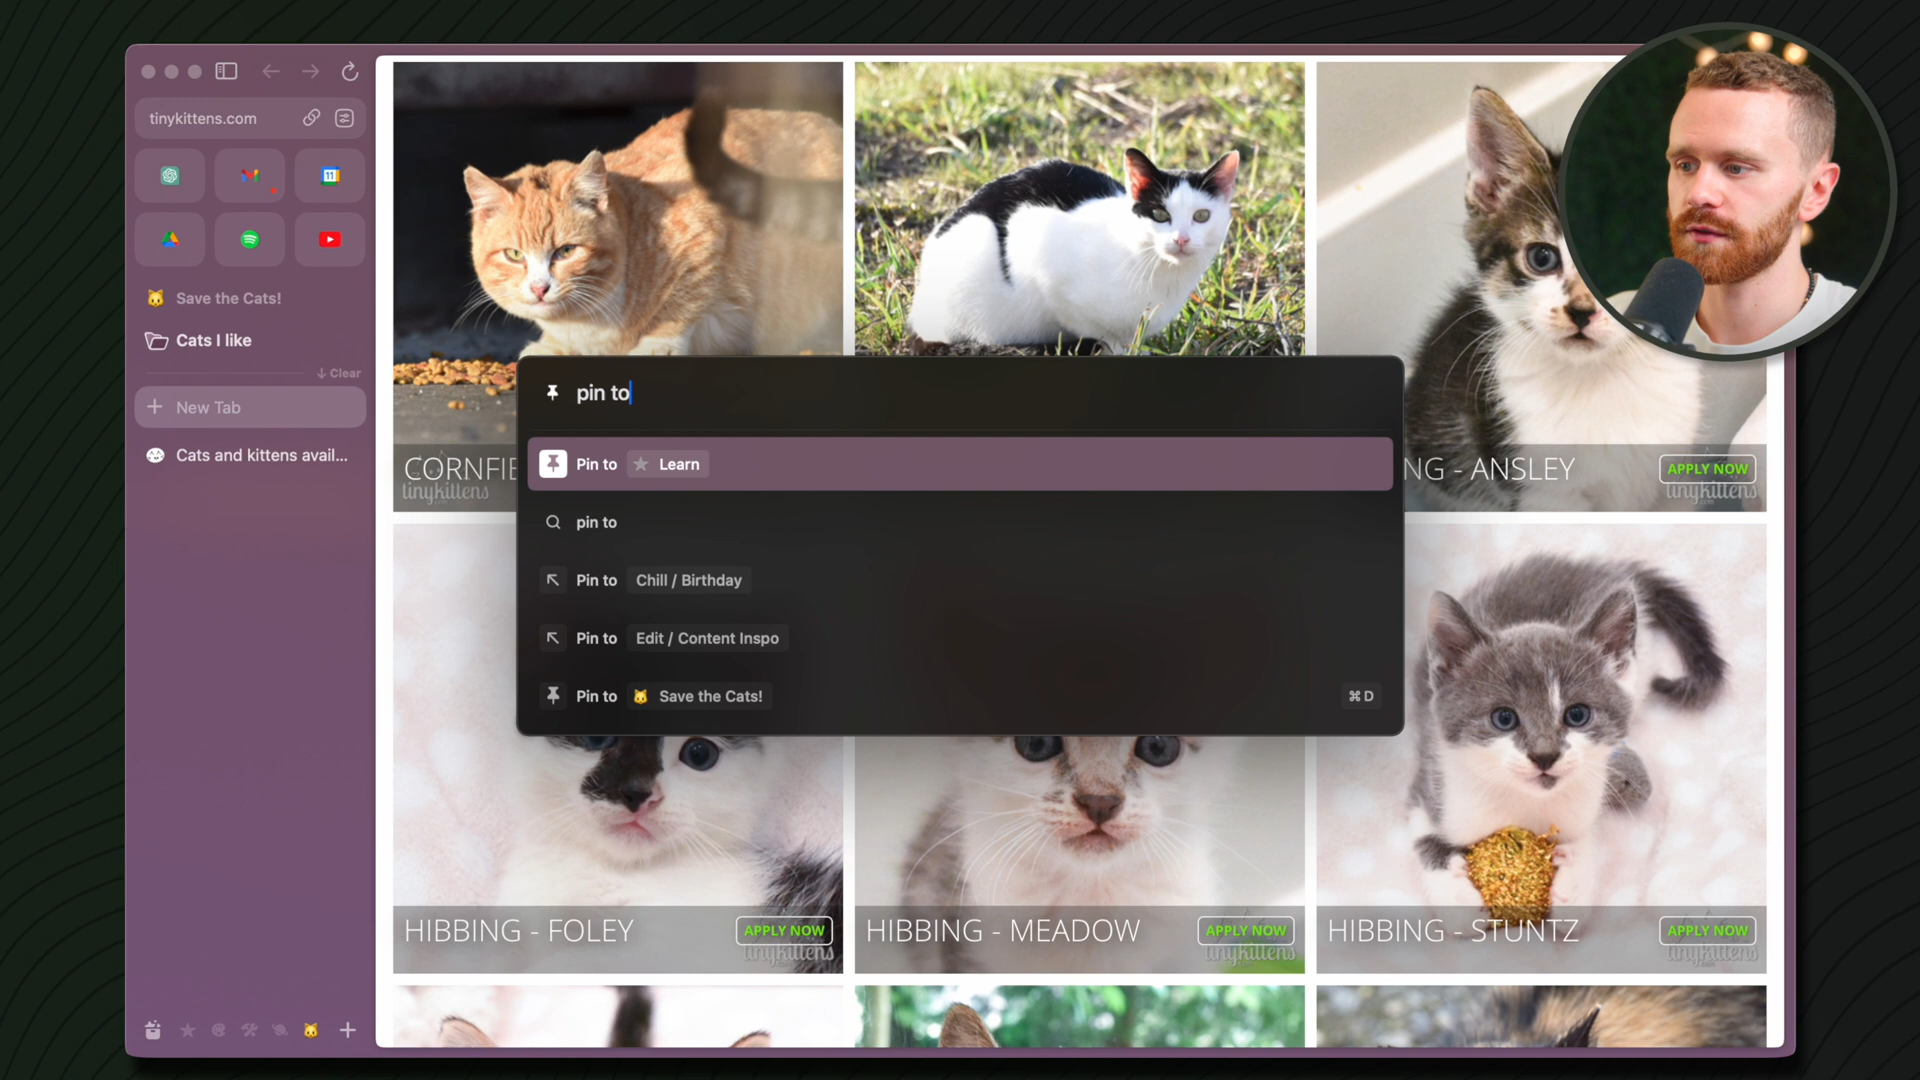 tinykittens.com
11
Save the Cats!
Cats I like
Clear
New Tab
Cats and kittens avail...
pin to
Pin to Learn
pin to
Pin to Chill / Birthday
Pin to Edit / Content Inspo
Pin to Save the Cats! ⌘ D
tinykittens
NG - ANSLEY
APPLY NOW
tinykittens
HIBBING - FOLEY
APPLY NOW
tinykittens
HIBBING - MEADOW
APPLY NOW
tinykittens
HIBBING - STUNTZ
APPLY NOW
tinykittens